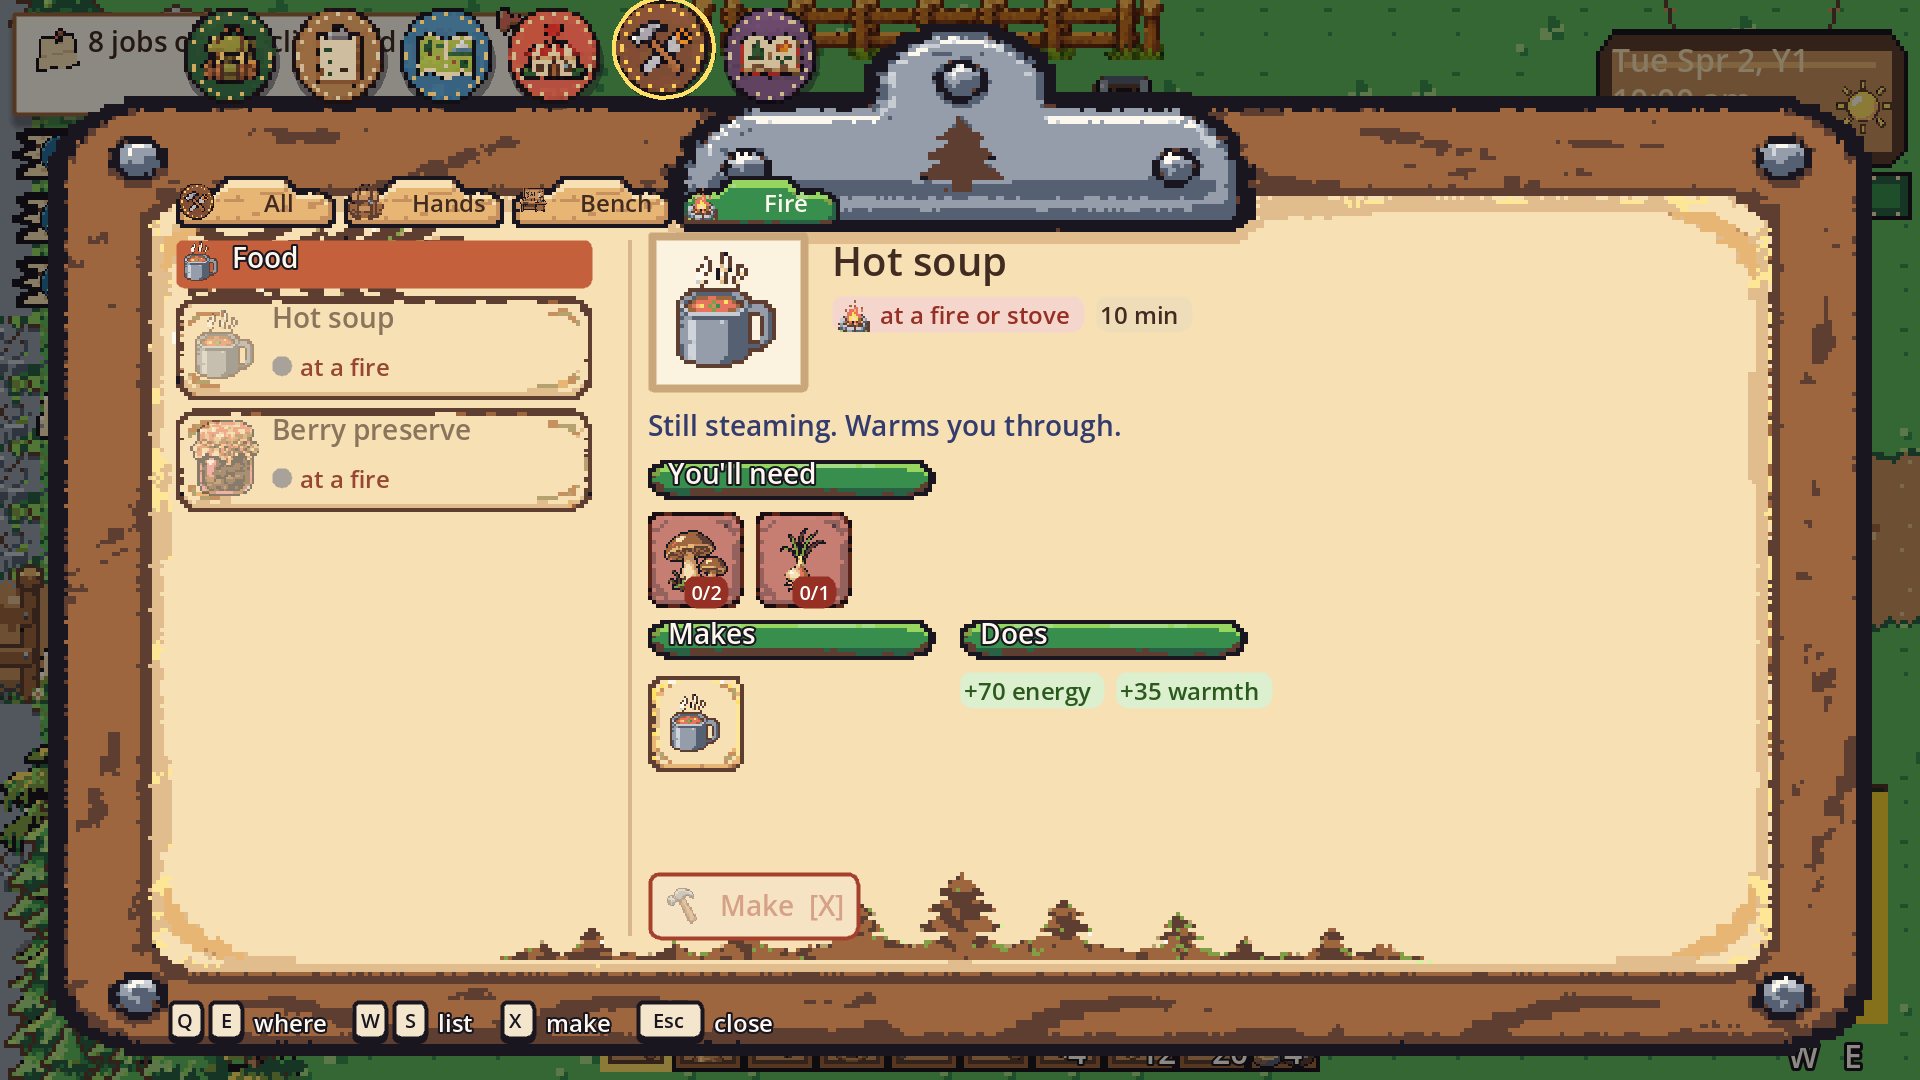 8 jobs
Tue Spr 2, Y1
All
Hands
Bench
Fire
Food
Hot soup
at a fire
Berry preserve
at a fire
Hot soup
at a fire or stove
10 min
Still steaming. Warms you through.
You'll need
0/2
0/1
Makes
Does
+70 energy
+35 warmth
Make [X]
Q E where W S list X make Esc close
W E